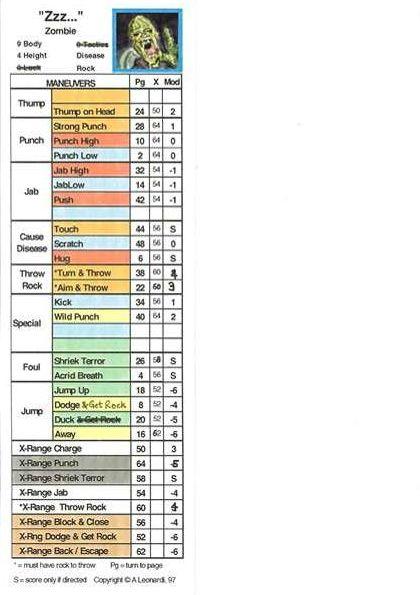 "Zzz..."
Zombie
9 Body 0 Tactics
4 Height Disease
0 Luck Rock
MANEUVERS Pg X Mod
Thump
Thump on Head 24 50 2
Strong Punch 28 64 1
Punch Punch High 10 64 0
Punch Low 2 64 0
Jab High 32 54 -1
Jab JabLow 14 54 -1
Push 42 54 -1
Touch 44 56 S
Cause Disease Scratch 48 56 0
Hug 6 56 S
Throw *Turn & Throw 38 60 4
Rock *Aim & Throw 22 60 3
Kick 34 56 1
Special Wild Punch 40 64 2
Foul Shriek Terror 26 58 S
Acrid Breath 4 56 S
Jump Up 18 52 -6
Jump Dodge & Get Rock 8 52 -4
Duck & Get Rock 20 52 -5
Away 16 62 -6
X-Range Charge 50 3
X-Range Punch 64 -5
X-Range Shriek Terror 58 S
X-Range Jab 54 -4
*X-Range Throw Rock 60 4
X-Range Block & Close 56 -4
X-Rng Dodge & Get Rock 52 -6
X-Range Back / Escape 62 -6
* = must have rock to throw Pg = turn to page
S = score only if directed Copyright © A Leonardi, 97